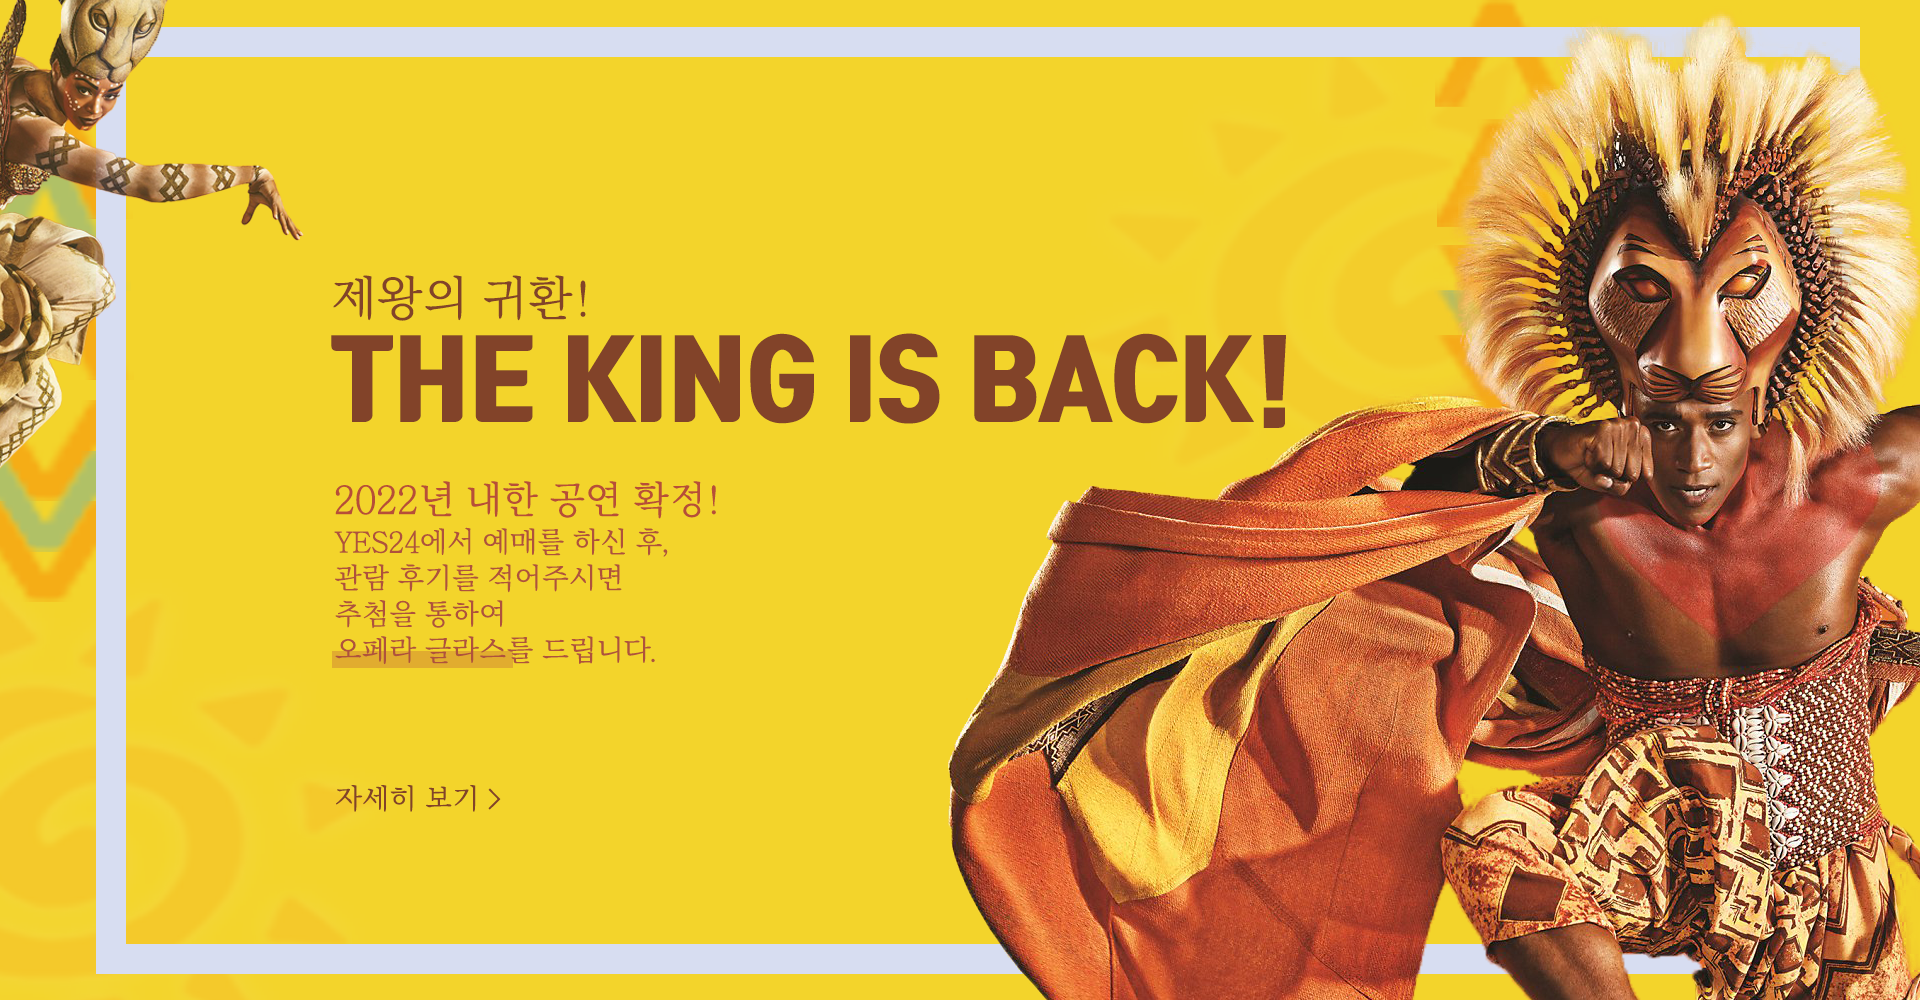 제왕의 귀환!
THE KING IS BACK!
2022년 내한 공연 확정!
YES24에서 예매를 하신 후,
관람 후기를 적어주시면
추첨을 통하여
오페라 글라스를 드립니다.
자세히 보기 >